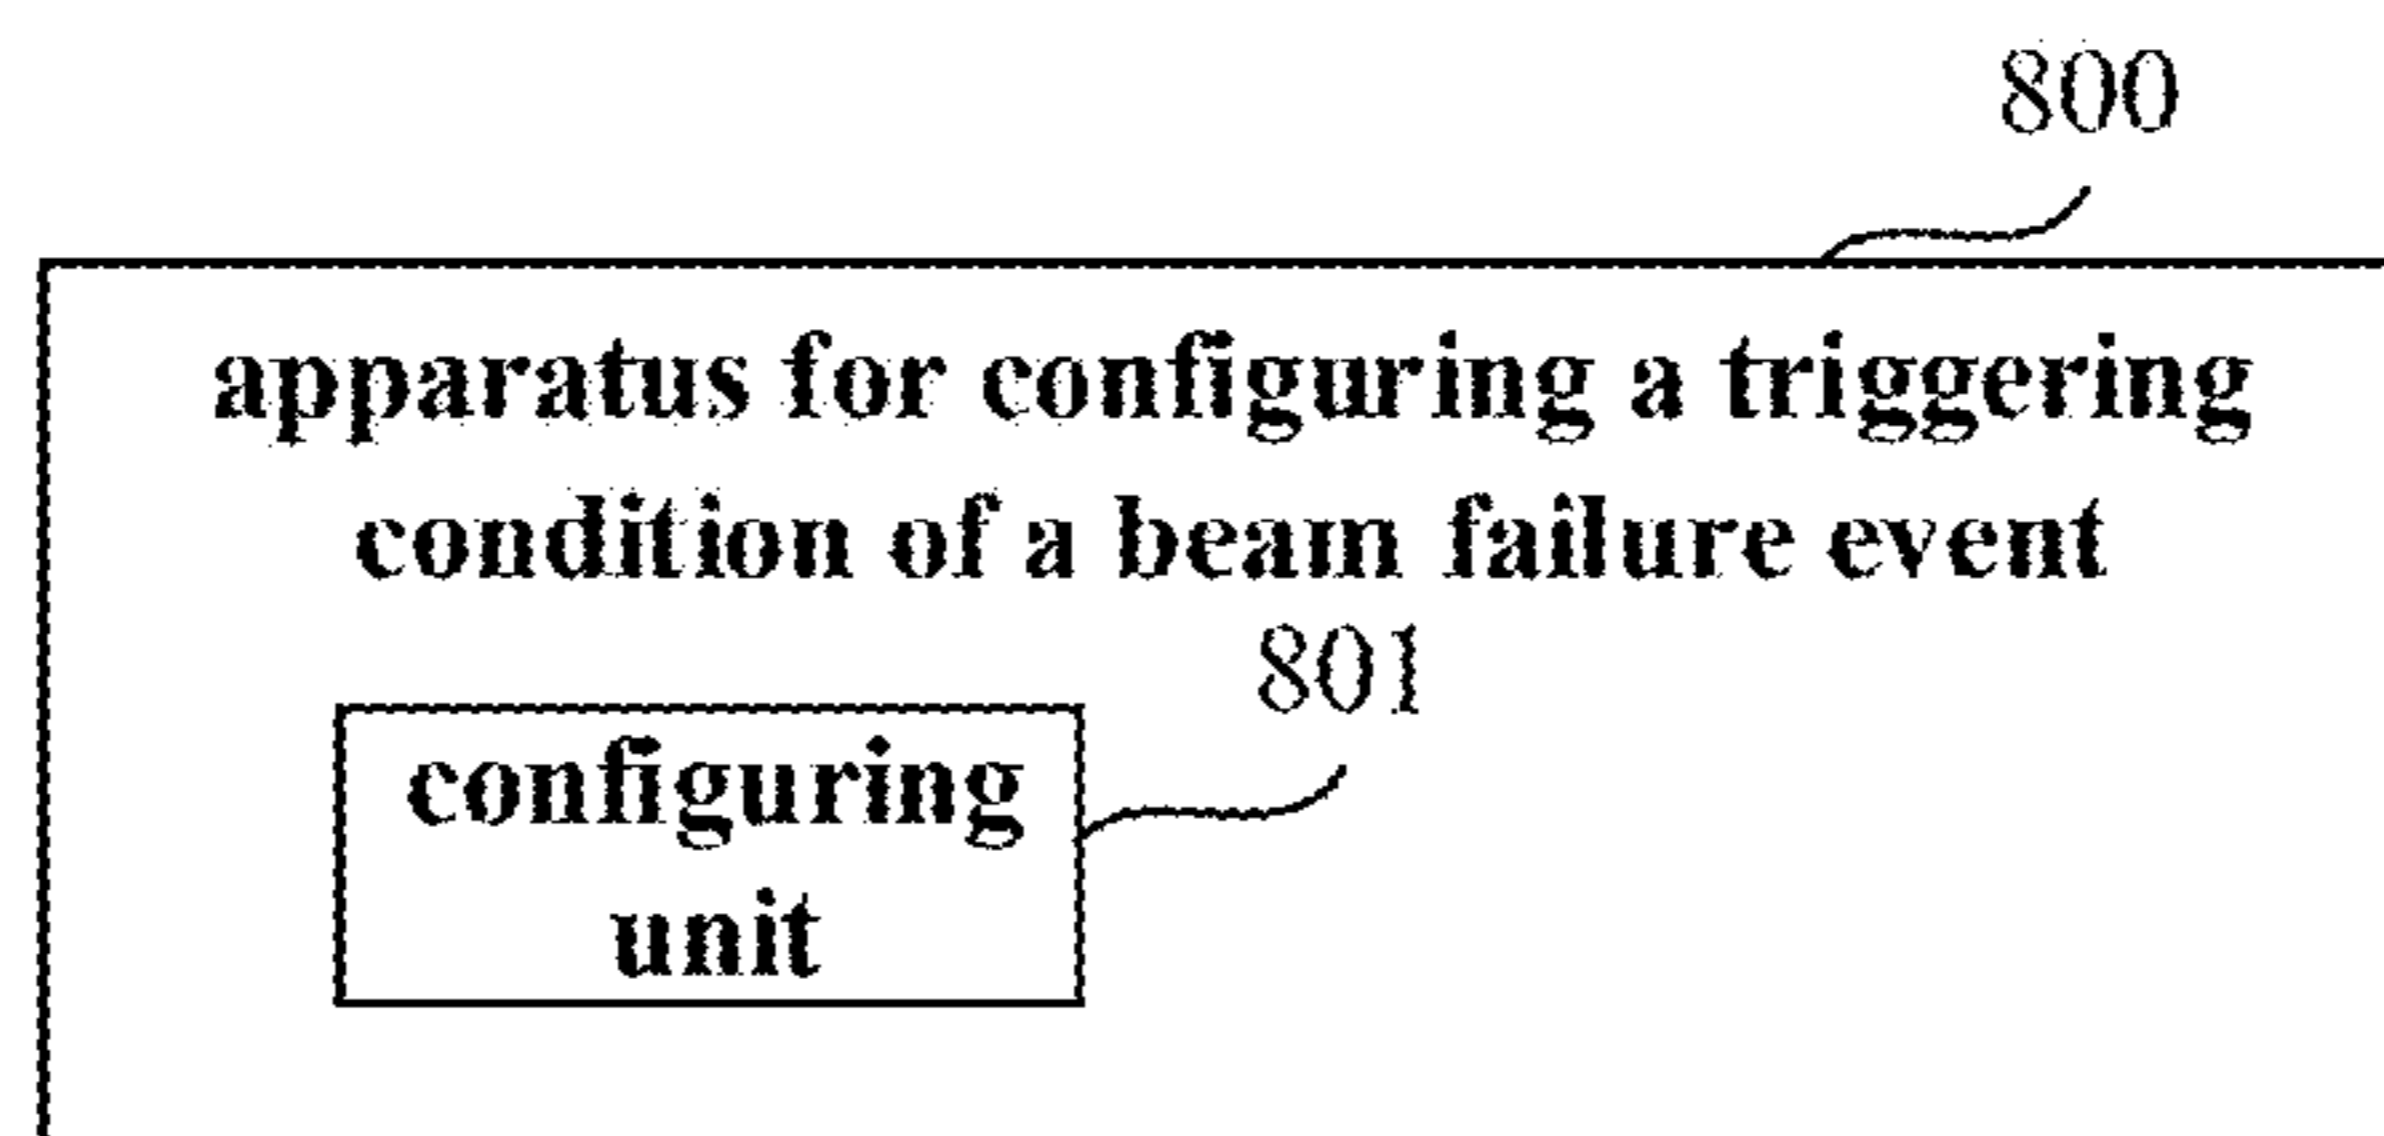 800
apparatus for configuring a triggering
condition of a beam failure event
801
configuring
unit